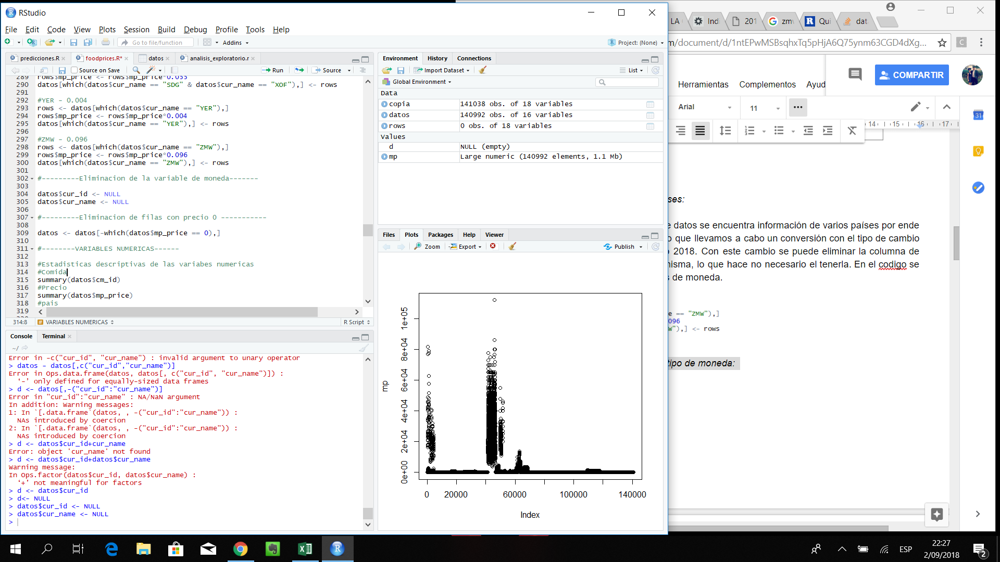 RStudio
File Edit Code View Plots Session Build Debug Profile Tools Help
Go to file/function
Addins
Project: (None)
predicciones.R
foodprices.R*
datos
analisis_exploratorio.r
Source on Save
Run
Source
289 rows$mp_price <- rows$mp_price*0.055
290 datos[which(datos$cur_name == "SDG" & datos$cur_name == "XOF"),] <- rows
291
292 #YER - 0.004
293 rows <- datos[which(datos$cur_name == "YER"),]
294 rows$mp_price <- rows$mp_price*0.004
295 datos[which(datos$cur_name == "YER"),] <- rows
296
297 #ZMW - 0.096
298 rows <- datos[which(datos$cur_name == "ZMW"),]
299 rows$mp_price <- rows$mp_price*0.096
300 datos[which(datos$cur_name == "ZMW"),] <- rows
301
302 #---------Eliminacion de la variable de moneda-------
303
304 datos$cur_id <- NULL
305 datos$cur_name <- NULL
306
307 #---------Eliminacion de filas con precio 0 -----------
308
309 datos <- datos[-which(datos$mp_price == 0),]
310
311 #--------VARIABLES NUMERICAS------
312
313 #Estadisticas descriptivas de las variabes numericas
314 #Comida
315 summary(datos$cm_id)
316 #Precio
317 summary(datos$mp_price)
318 #pais
319
314:8 # VARIABLES NUMERICAS R Script
Console Terminal
~/
Error in -c("cur_id", "cur_name") : invalid argument to unary operator
> datos - datos[,c("cur_id","cur_name")]
Error in Ops.data.frame(datos, datos[, c("cur_id", "cur_name")]) :
‘-’ only defined for equally-sized data frames
> d <- datos[,-("cur_id":"cur_name")]
Error in "cur_id":"cur_name" : NA/NaN argument
In addition: Warning messages:
1: In `[.data.frame`(datos, , -("cur_id":"cur_name")) :
NAs introduced by coercion
2: In `[.data.frame`(datos, , -("cur_id":"cur_name")) :
NAs introduced by coercion
> d <- datos$cur_id+cur_name
Error: object 'cur_name' not found
> d <- datos$cur_id+datos$cur_name
Warning message:
In Ops.factor(datos$cur_id, datos$cur_name) :
‘+’ not meaningful for factors
> d <- datos$cur_id
> d<- NULL
> datos$cur_id <- NULL
> datos$cur_name <- NULL
>
Environment History Connections
Import Dataset
List
Global Environment
Data
copia 141038 obs. of 18 variables
datos 140992 obs. of 16 variables
rows 0 obs. of 18 variables
Values
d NULL (empty)
mp Large numeric (140992 elements, 1.1 Mb)
Files Plots Packages Help Viewer
Zoom Export Publish
mp
0e+00 2e+04 4e+04 6e+04 8e+04 1e+05
0 20000 60000 100000 140000
Index
LA
Indi
201
zmw
R Qui
dat
m/document/d/1ntEPwMSBsqhxTq5pHjA6Q75ynm63CGD4dXg...
C
Herramientas Complementos Ayud
COMPARTIR
Arial 11
14 15 16 17
31
ses:
e datos se encuentra información de varios países por ende
o que llevamos a cabo un conversión con el tipo de cambio
2018. Con este cambio se puede eliminar la columna de
nisma, lo que hace no necesario el tenerla. En el codigo se
s de moneda.
e == "ZMW"),]
096
w"),] <- rows
tipo de moneda:
ESP
22:27
2/09/2018
2